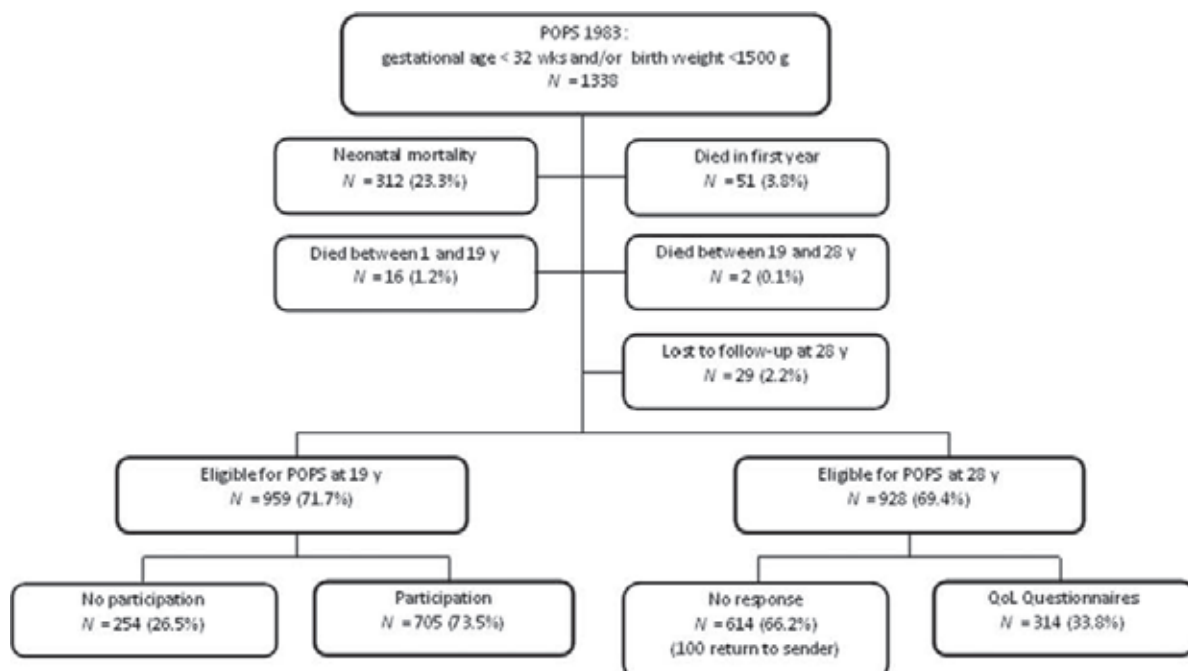 POPS 1983:
gestational age < 32 wks and/or birth weight <1500 g
N = 1338
Neonatal mortality
N = 312 (23.3%)
Died in first year
N = 51 (3.8%)
Died between 1 and 19 y
N = 16 (1.2%)
Died between 19 and 28 y
N = 2 (0.1%)
Lost to follow-up at 28 y
N = 29 (2.2%)
Eligible for POPS at 19 y
N = 959 (71.7%)
Eligible for POPS at 28 y
N = 928 (69.4%)
No participation
N = 254 (26.5%)
Participation
N = 705 (73.5%)
No response
N = 614 (66.2%)
(100 return to sender)
QoL Questionnaires
N = 314 (33.8%)